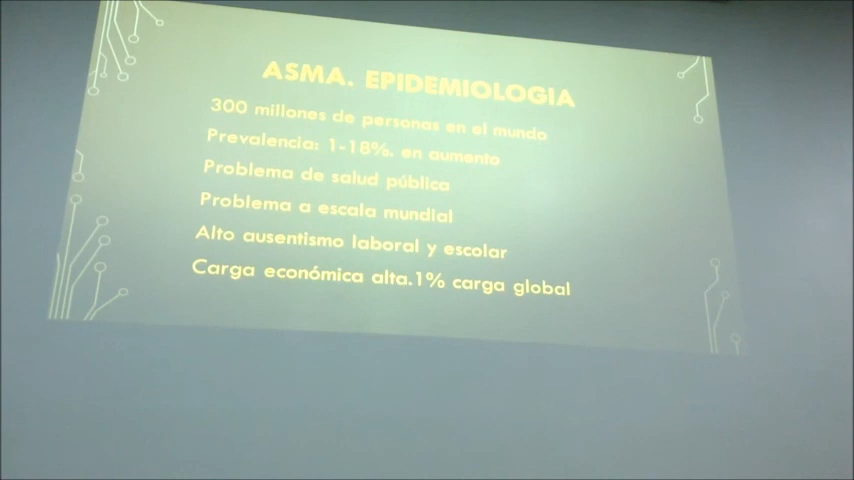 ASMA. EPIDEMIOLOGIA
300 millones de personas en el mundo
Prevalencia: 1-18%. en aumento
Problema de salud pública
Problema a escala mundial
Alto ausentismo laboral y escolar
Carga económica alta.1% carga global